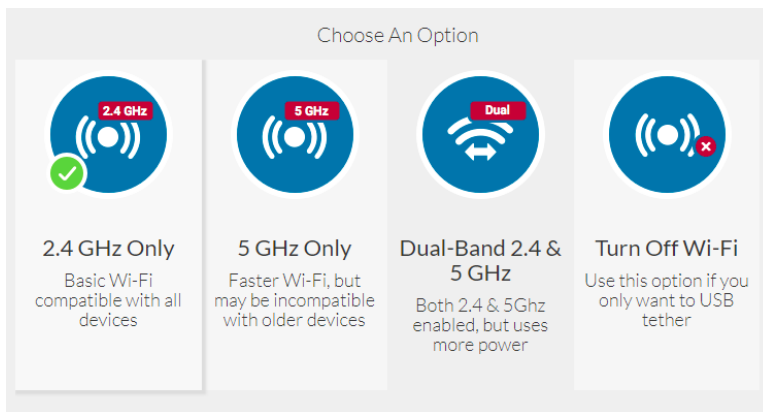 Choose An Option
2.4 GHz
2.4 GHz Only
Basic Wi-Fi
compatible with all
devices
5 GHz
5 GHz Only
Faster Wi-Fi, but
may be incompatible
with older devices
Dual
Dual-Band 2.4 &
5 GHz
Both 2.4 & 5Ghz
enabled, but uses
more power
Turn Off Wi-Fi
Use this option if you
only want to USB
tether